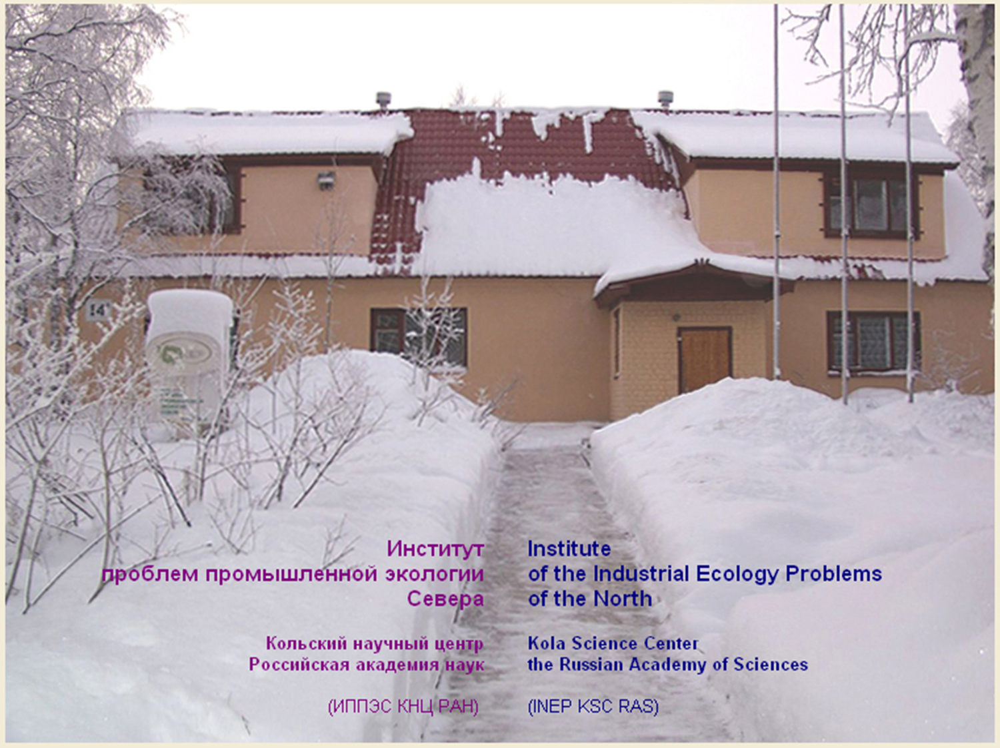 14
Институт
проблем промышленной экологии
Севера
Кольский научный центр
Российская академия наук
(ИППЭС КНЦ РАН)
Institute
of the Industrial Ecology Problems
of the North
Kola Science Center
the Russian Academy of Sciences
(INEP KSC RAS)